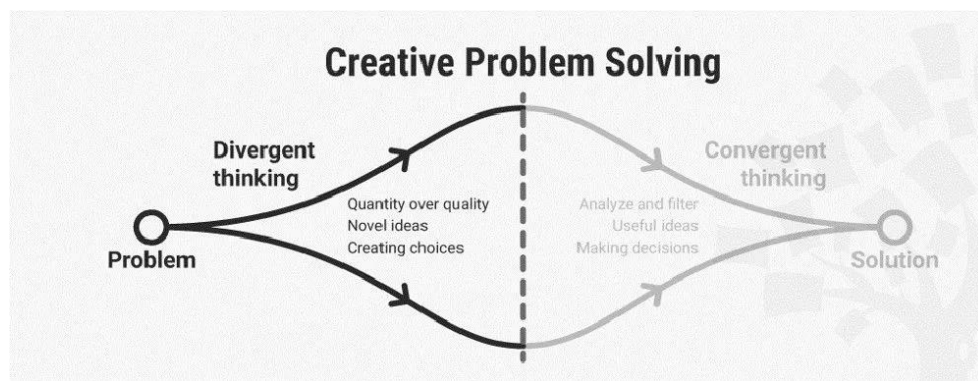 Creative Problem Solving
Divergent
thinking
Quantity over quality
Novel ideas
Creating choices
Problem
Convergent
thinking
Analyze and filter
Useful ideas
Making decisions
Solution